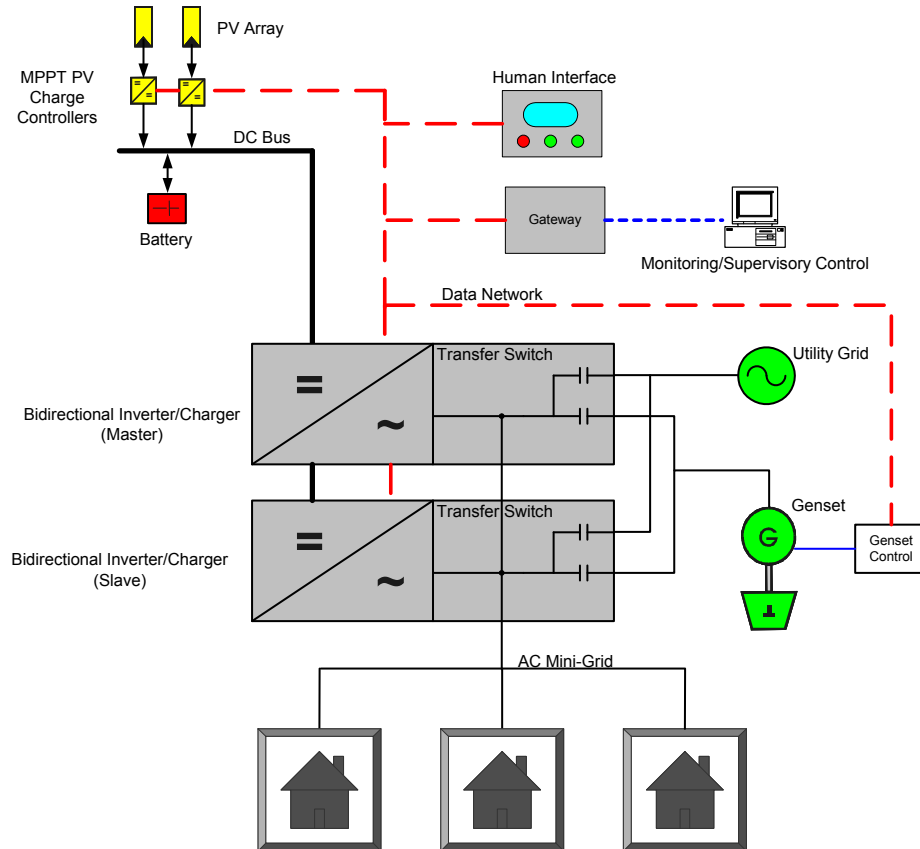 PV Array
MPPT PV
Charge
Controllers
Human Interface
DC Bus
Battery
Gateway
Monitoring/Supervisory Control
Data Network
Transfer Switch
Utility Grid
Bidirectional Inverter/Charger
(Master)
Transfer Switch
Genset
G
Genset
Control
Bidirectional Inverter/Charger
(Slave)
AC Mini-Grid